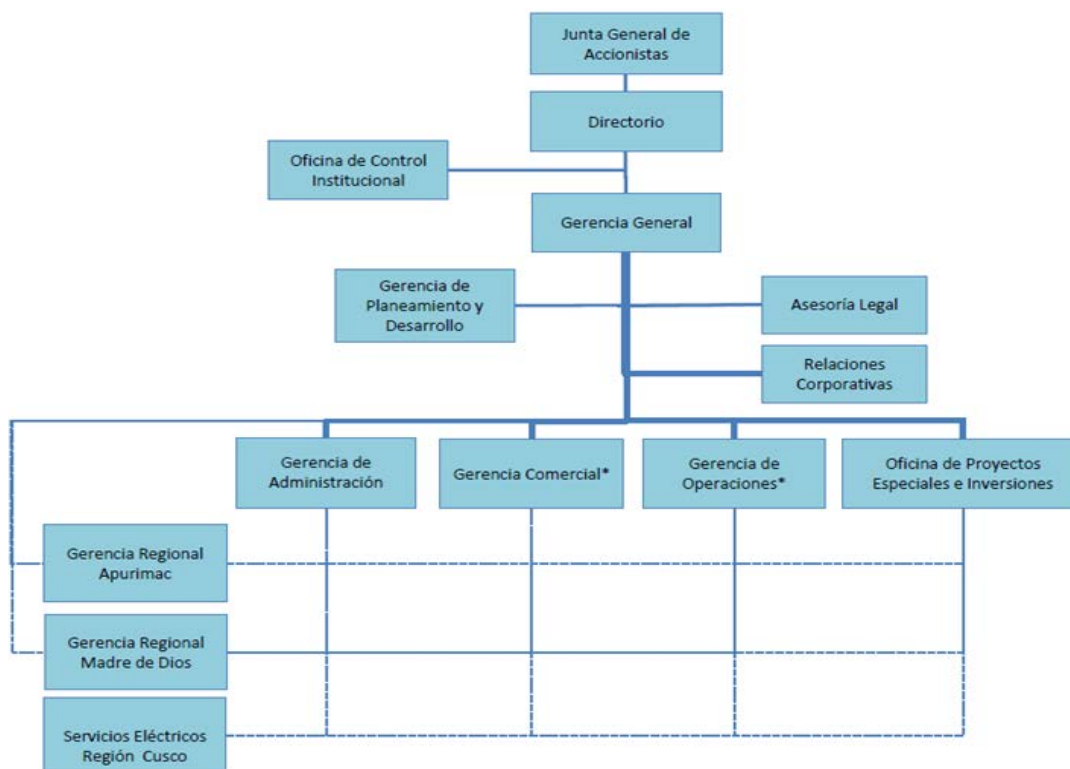 Junta General de
Accionistas
Directorio
Oficina de Control
Institucional
Gerencia General
Gerencia de
Planeamiento y
Desarrollo
Asesoría Legal
Relaciones
Corporativas
Gerencia de
Administración
Gerencia Comercial*
Gerencia de
Operaciones*
Oficina de Proyectos
Especiales e Inversiones
Gerencia Regional
Apurimac
Gerencia Regional
Madre de Dios
Servicios Eléctricos
Región Cusco